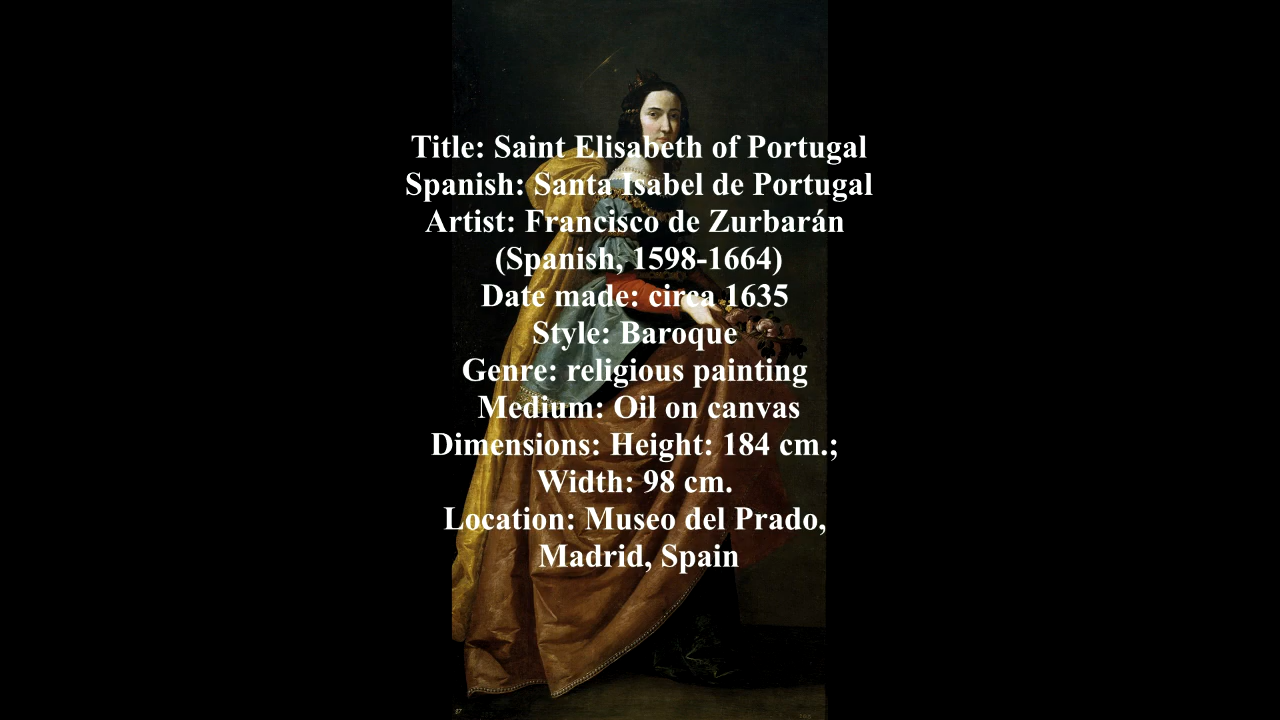 Title: Saint Elisabeth of Portugal
Spanish: Santa Isabel de Portugal
Artist: Francisco de Zurbarán
(Spanish, 1598-1664)
Date made: circa 1635
Style: Baroque
Genre: religious painting
Medium: Oil on canvas
Dimensions: Height: 184 cm.;
Width: 98 cm.
Location: Museo del Prado,
Madrid, Spain